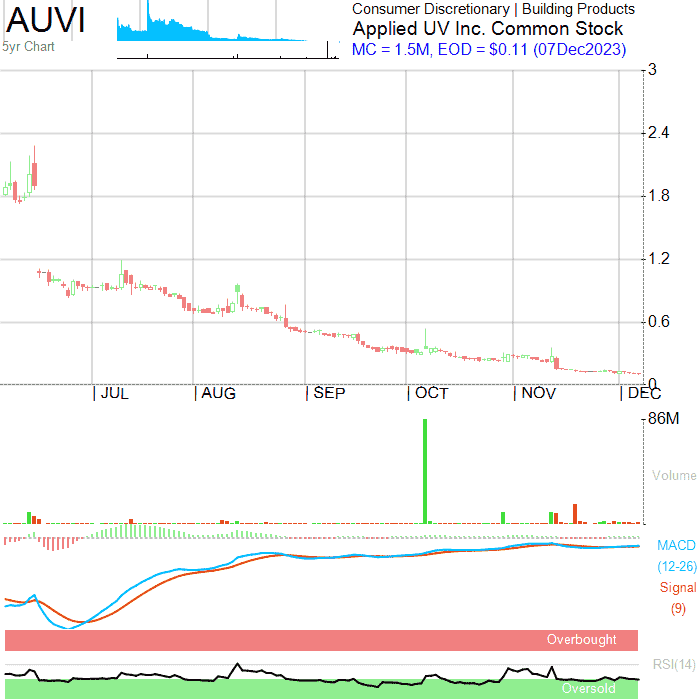 AUVI
5yr Chart
Consumer Discretionary | Building Products
Applied UV Inc. Common Stock
MC = 1.5M, EOD = $0.11 (07Dec2023)
3
2.4
1.8
1.2
0.6
0
JUL AUG SEP OCT NOV DEC
86M
Volume
MACD
(12-26)
Signal
(9)
Overbought
RSI(14)
Oversold